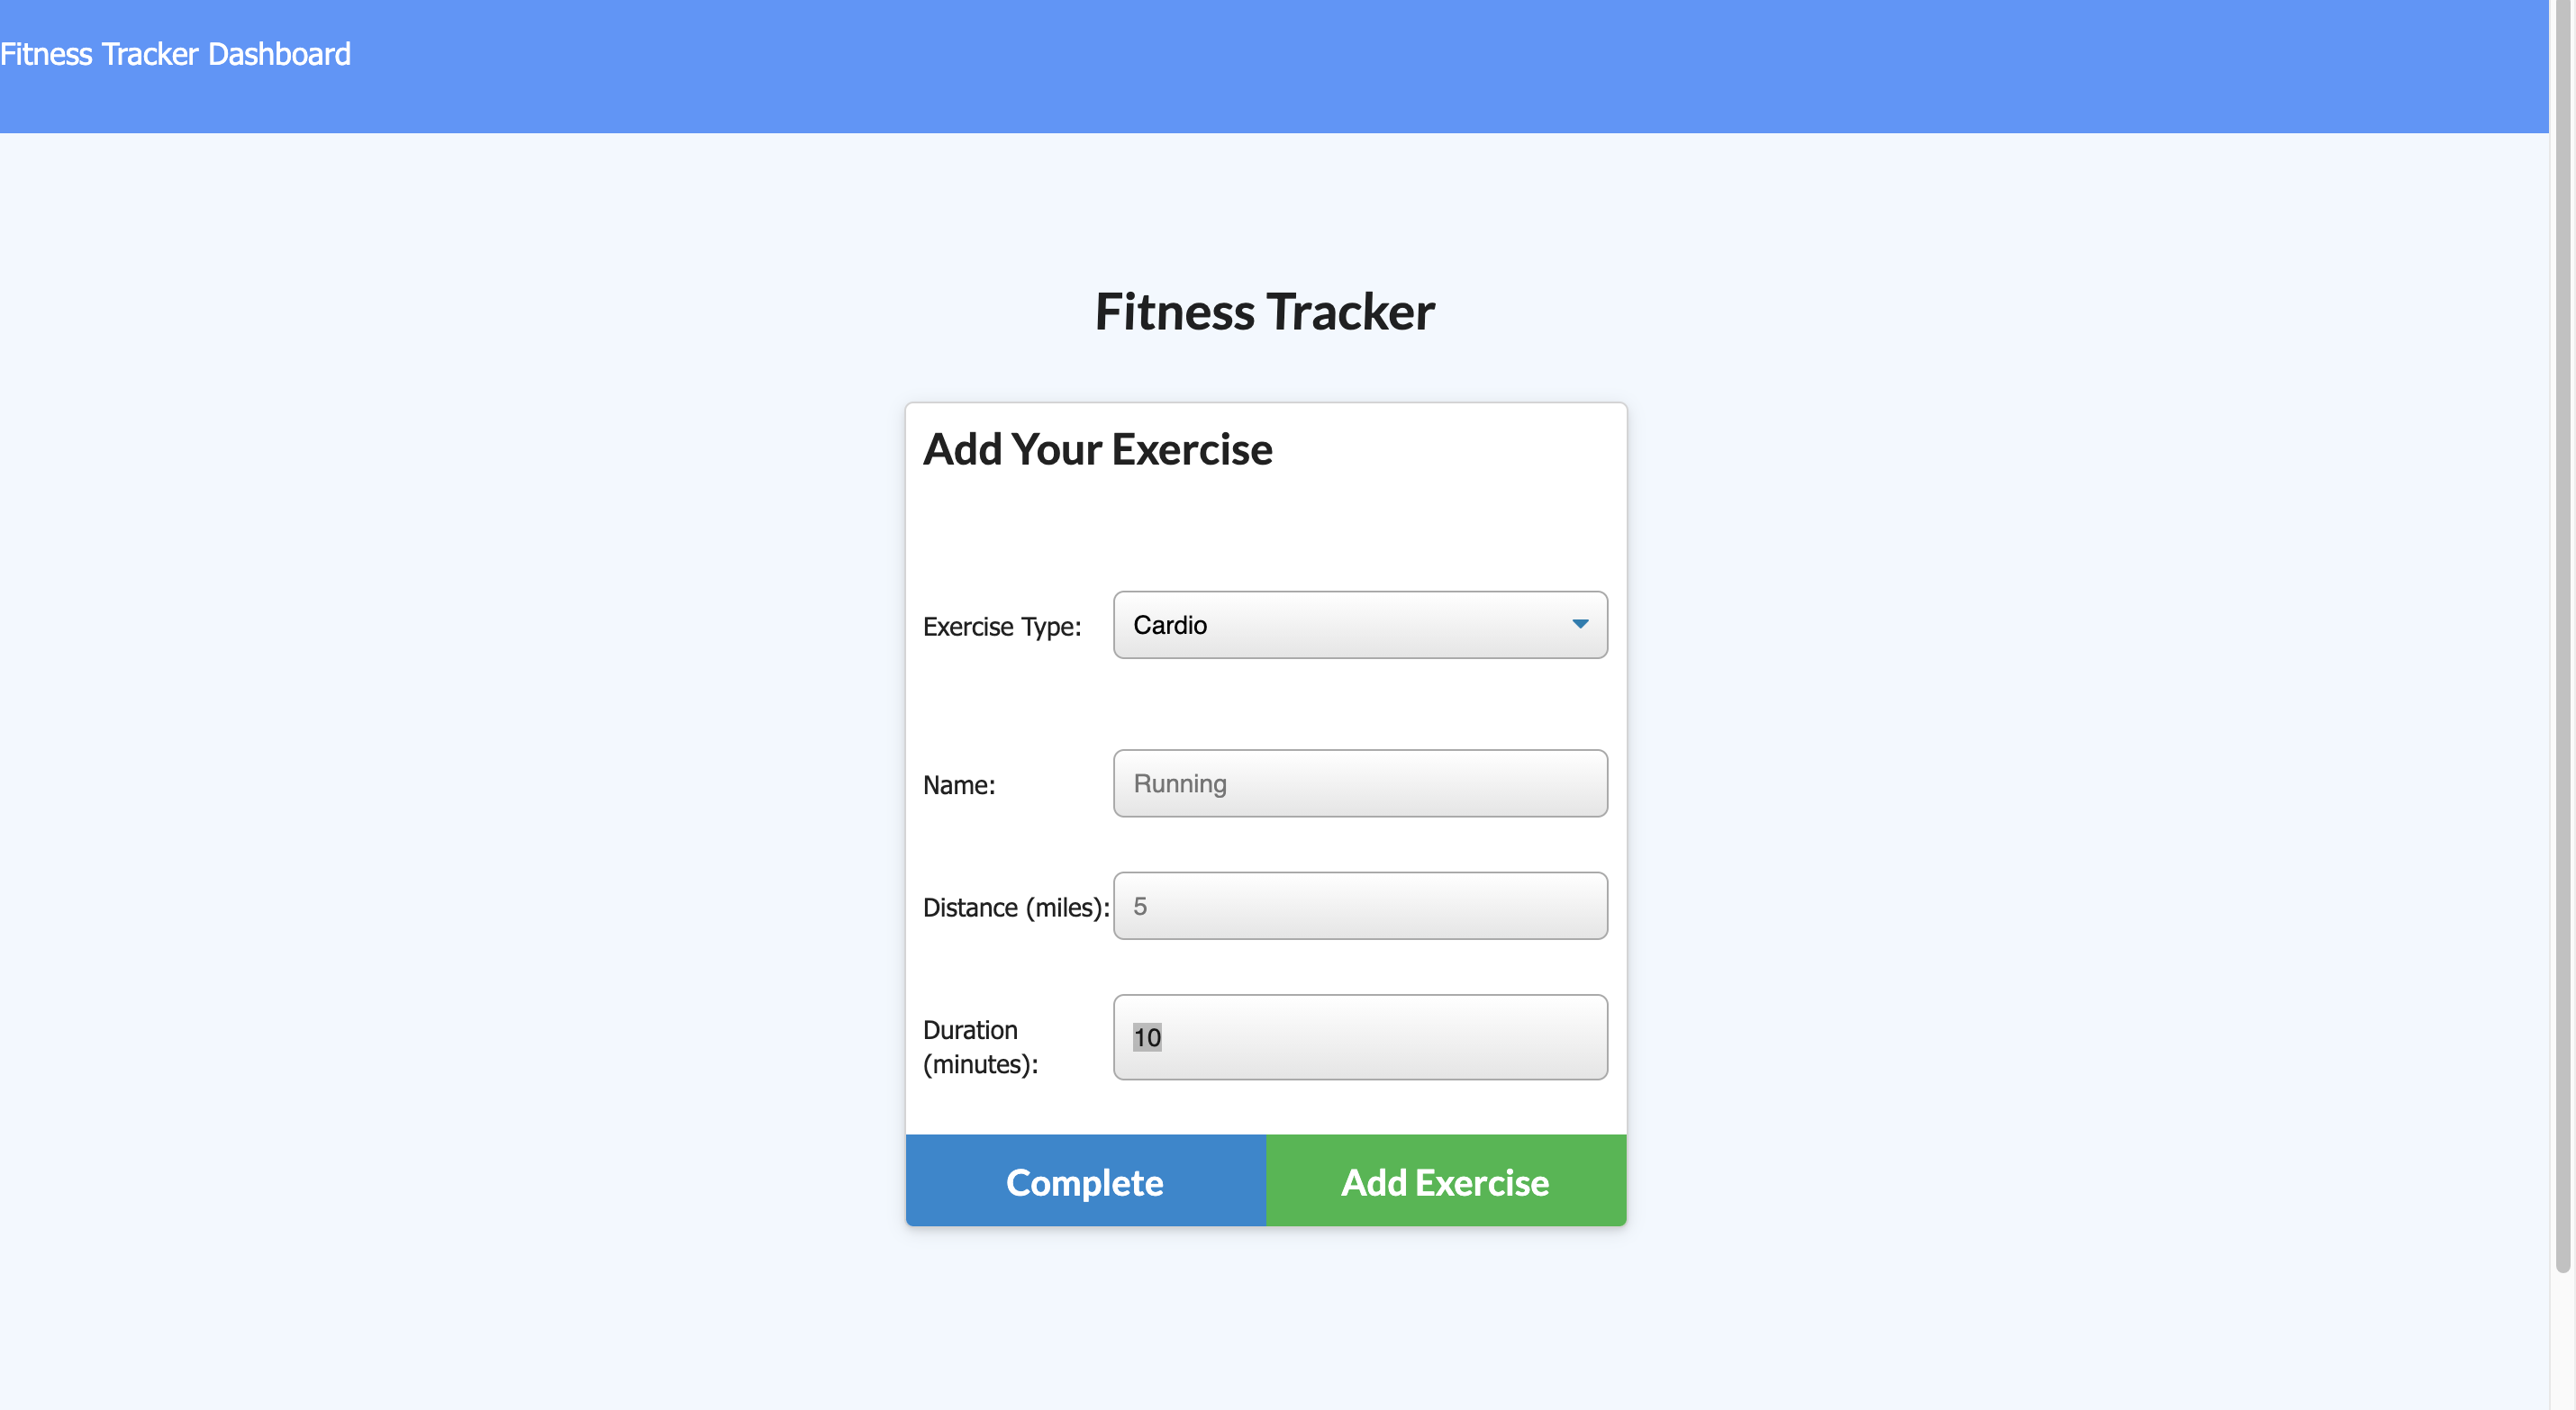 Fitness Tracker Dashboard
Fitness Tracker
Add Your Exercise
Exercise Type: Cardio
Name: Running
Distance (miles): 5
Duration
(minutes): 10
Complete Add Exercise